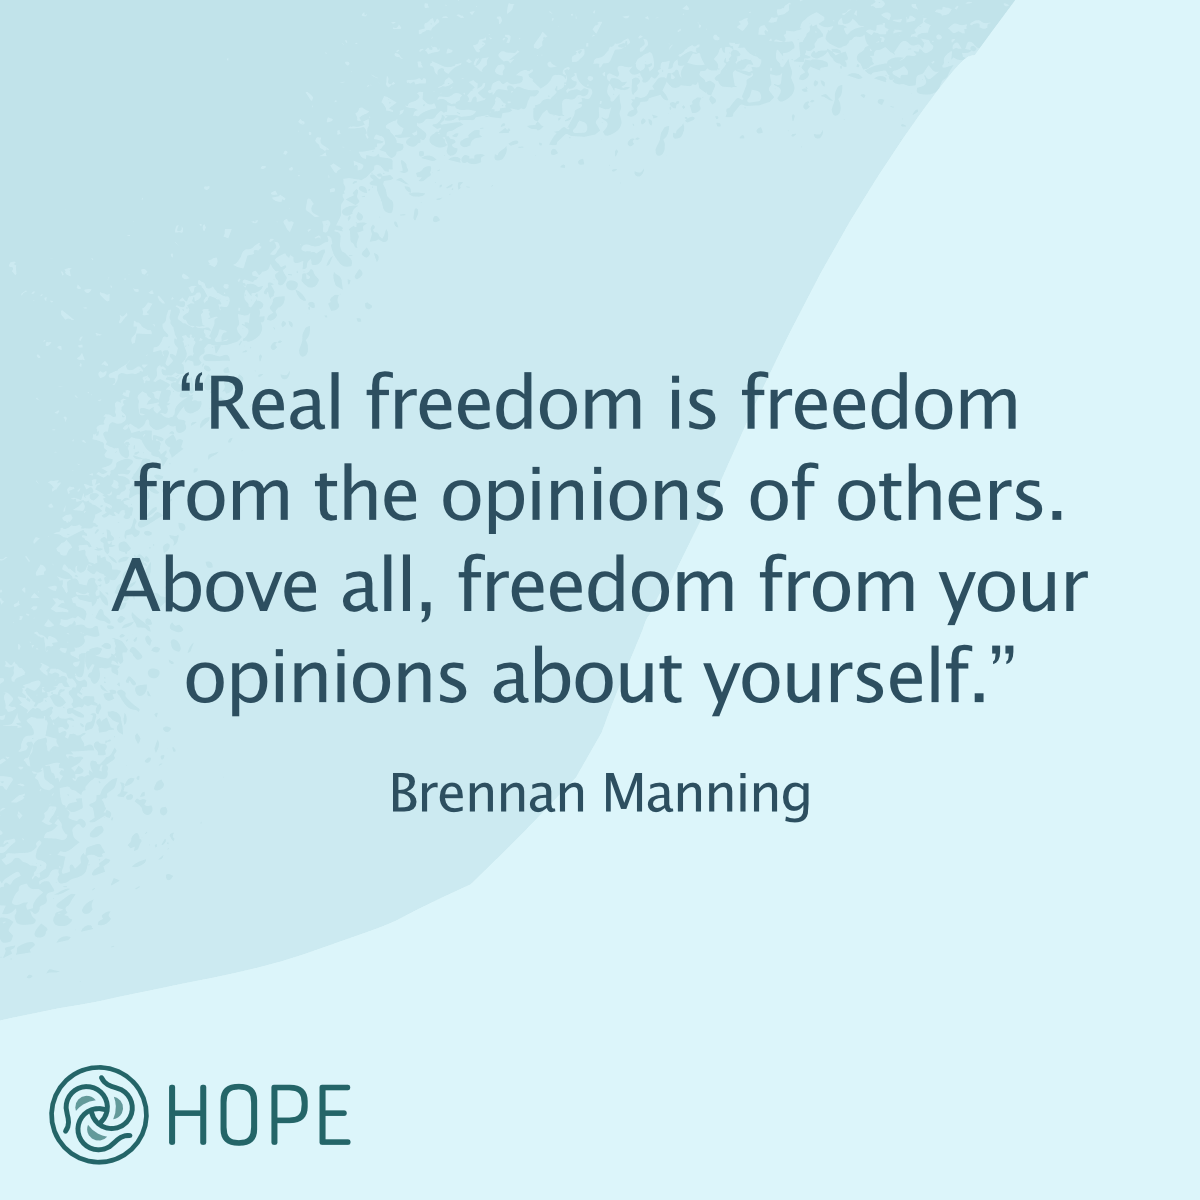 “Real freedom is freedom
from the opinions of others.
Above all, freedom from your
opinions about yourself.”
Brennan Manning
HOPE